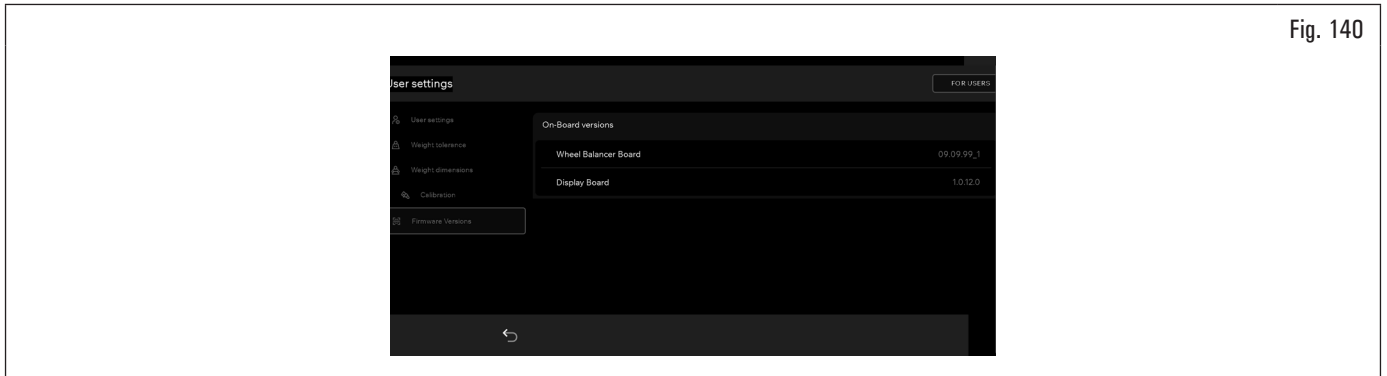 Fig. 140
User settings
FOR USERS
User settings
On-Board versions
Weight tolerence
Wheel Balancer Board
09.09.99_1
Weight dimensions
Display Board
1.0.12.0
Calibration
Firmware Versions